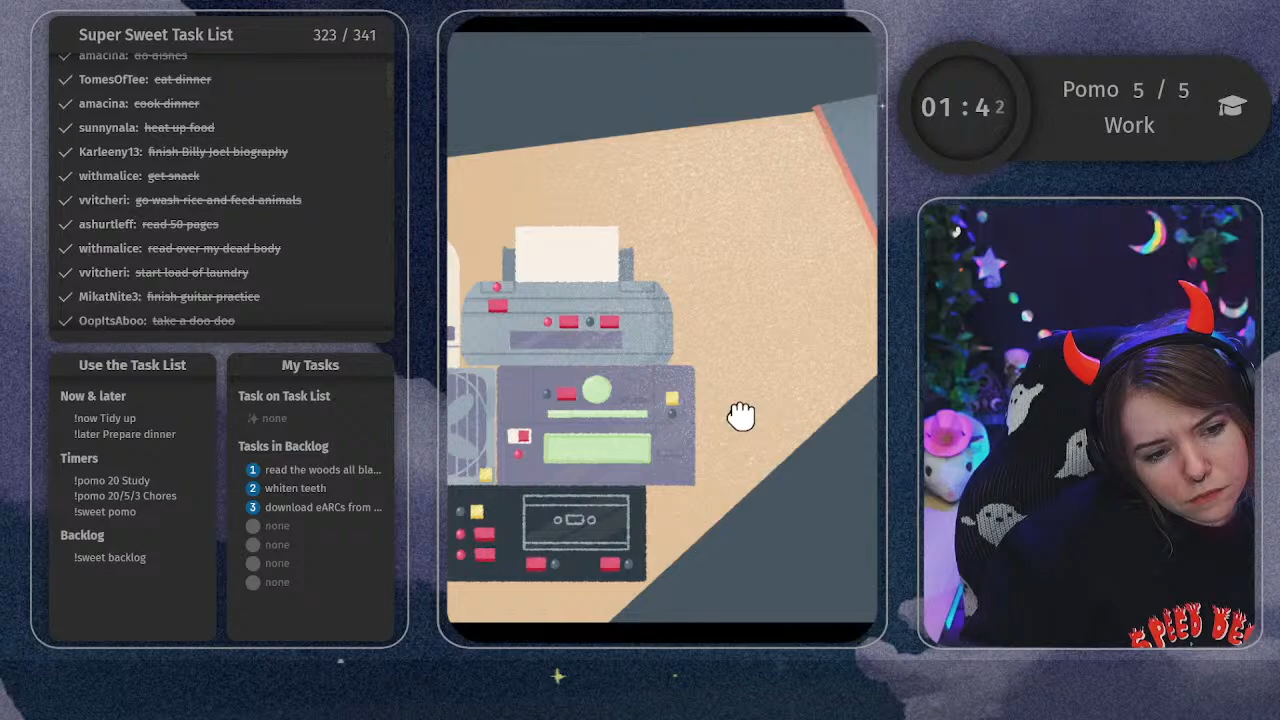 Super Sweet Task List 323 / 341
amacina: do dishes
TomesOfTee: eat dinner
amacina: cook dinner
sunnynala: heat up food
Karleeny13: finish Billy Joel biography
withmalice: get snack
vvitcheri: go wash rice and feed animals
ashurtleff: read 50 pages
withmalice: read over my dead body
vvitcheri: start load of laundry
MikatNite3: finish guitar practice
OopItsAboo: take a doo doo
Use the Task List
Now & later
!now Tidy up
!later Prepare dinner
Timers
!pomo 20 Study
!pomo 20/5/3 Chores
!sweet pomo
Backlog
!sweet backlog
My Tasks
Task on Task List
none
Tasks in Backlog
1 read the woods all bla...
2 whiten teeth
3 download eARCs from ...
none
none
none
none
01:42
Pomo 5 / 5
Work
SPEED DE